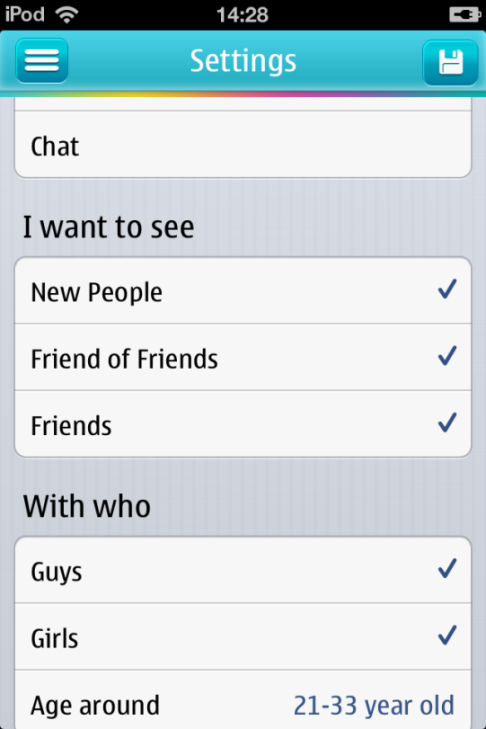 iPod 14:28
Settings
Chat
I want to see
New People
Friend of Friends
Friends
With who
Guys
Girls
Age around 21-33 year old